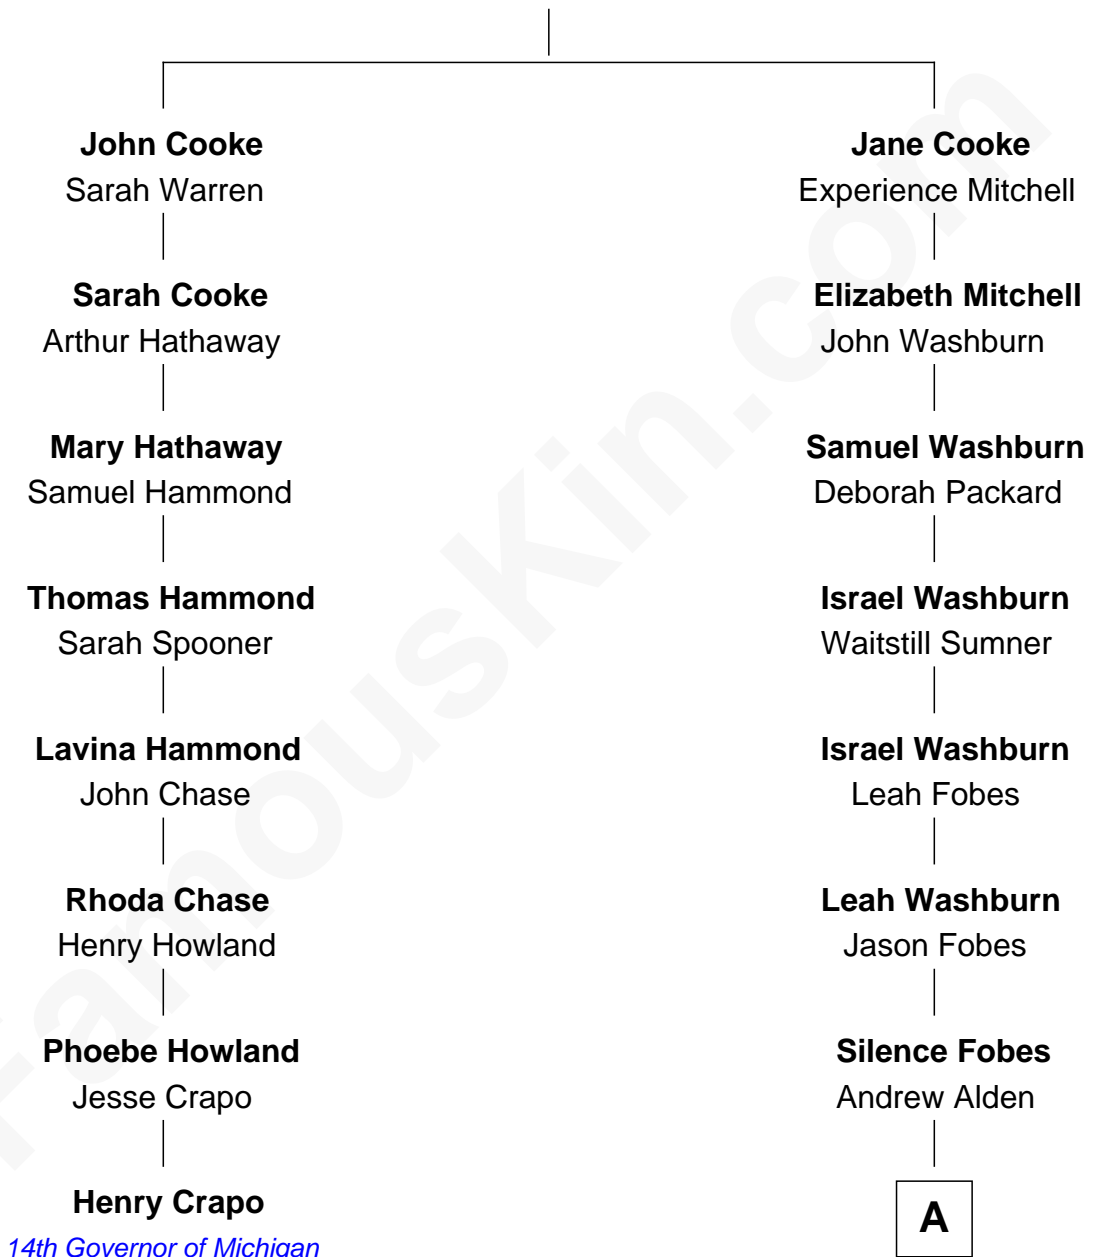 John Cooke
Sarah Warren
Jane Cooke
Experience Mitchell
Sarah Cooke
Arthur Hathaway
Elizabeth Mitchell
John Washburn
Mary Hathaway
Samuel Hammond
Samuel Washburn
Deborah Packard
Thomas Hammond
Sarah Spooner
Israel Washburn
Waitstill Sumner
Lavina Hammond
John Chase
Israel Washburn
Leah Fobes
Rhoda Chase
Henry Howland
Leah Washburn
Jason Fobes
Phoebe Howland
Jesse Crapo
Silence Fobes
Andrew Alden
Henry Crapo
14th Governor of Michigan
A
FamousKin.com